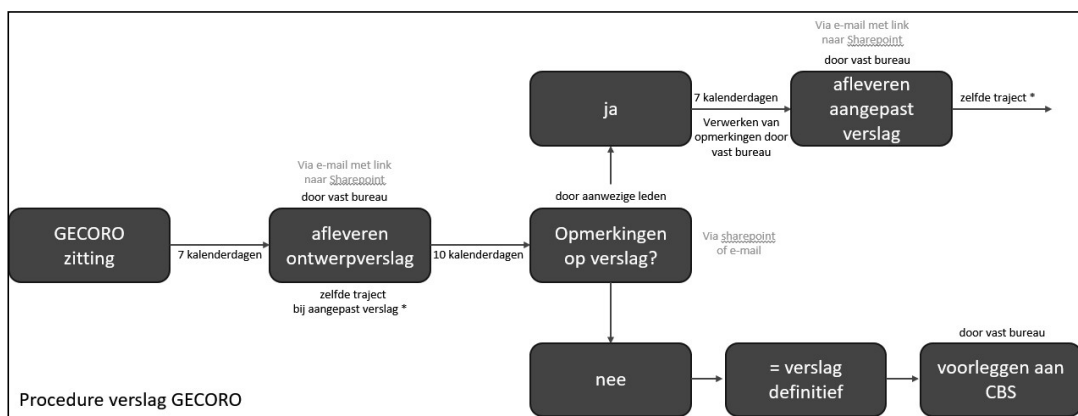 GECORO
zitting
7 kalenderdagen
Via e-mail met link
naar Sharepoint
door vast bureau
afleveren
ontwerpverslag
zelfde traject
bij aangepast verslag *
10 kalenderdagen
door aanwezige leden
Opmerkingen
op verslag?
Via sharepoint
of e-mail
ja
7 kalenderdagen
Verwerken van
opmerkingen door
vast bureau
Via e-mail met link
naar Sharepoint
door vast bureau
afleveren
aangepast
verslag
zelfde traject *
nee
= verslag
definitief
door vast bureau
voorleggen aan
CBS
Procedure verslag GECORO